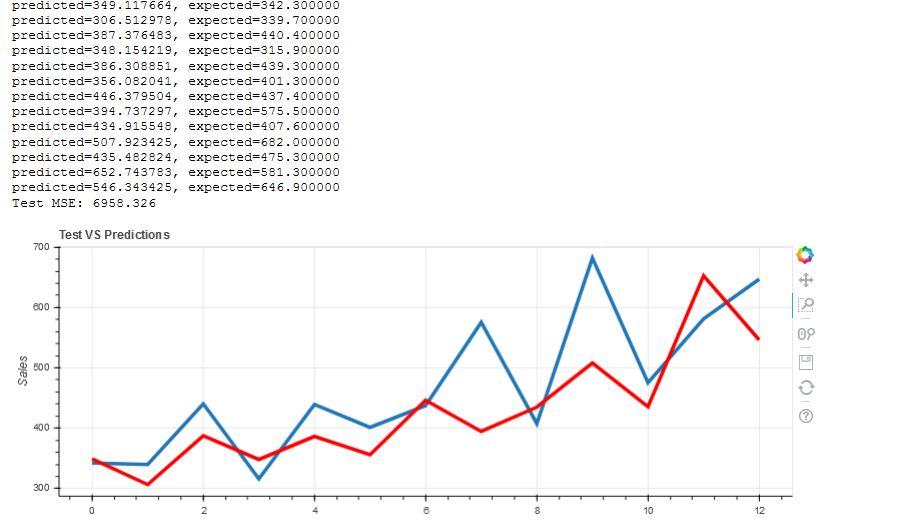 predicted=349.117664, expected=342.300000
predicted=306.512978, expected=339.700000
predicted=387.376483, expected=440.400000
predicted=348.154219, expected=315.900000
predicted=386.308851, expected=439.300000
predicted=356.082041, expected=401.300000
predicted=446.379504, expected=437.400000
predicted=394.737297, expected=575.500000
predicted=434.915548, expected=407.600000
predicted=507.923425, expected=682.000000
predicted=435.482824, expected=475.300000
predicted=652.743783, expected=581.300000
predicted=546.343425, expected=646.900000
Test MSE: 6958.326
Test VS Predictions
700
600
500
400
300
Sales
0 2 4 6 8 10 12